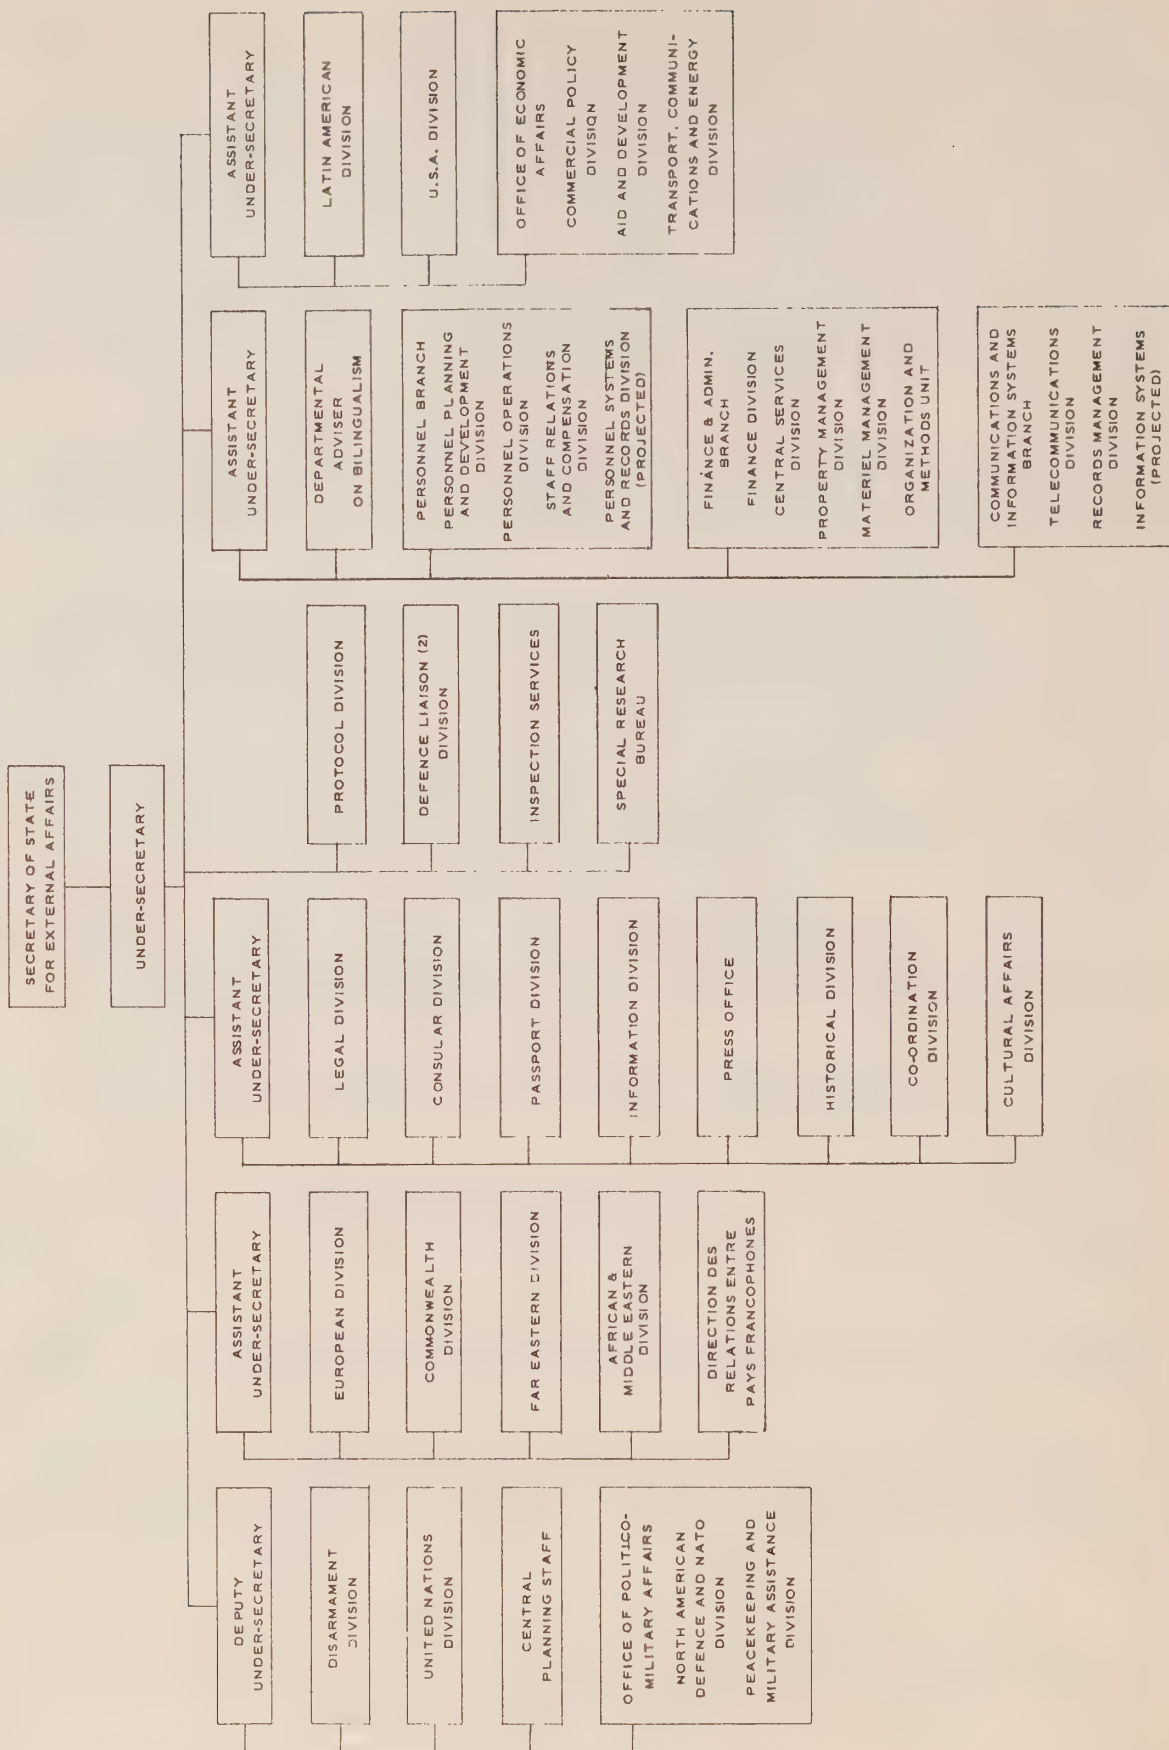 SECRETARY OF STATE
FOR EXTERNAL AFFAIRS
UNDER-SECRETARY
DEPUTY
UNDER-SECRETARY
DISARMAMENT
DIVISION
UNITED NATIONS
DIVISION
CENTRAL
PLANNING STAFF
OFFICE OF POLITICO-
MILITARY AFFAIRS
NORTH AMERICAN
DEFENCE AND NATO
DIVISION
PEACEKEEPING AND
MILITARY ASSISTANCE
DIVISION
ASSISTANT
UNDER-SECRETARY
EUROPEAN DIVISION
COMMONWEALTH
DIVISION
FAR EASTERN DIVISION
AFRICAN &
MIDDLE EASTERN
DIVISION
DIRECTION DES
RELATIONS ENTRE
PAYS FRANCOPHONES
ASSISTANT
UNDER-SECRETARY
LEGAL DIVISION
CONSULAR DIVISION
PASSPORT DIVISION
INFORMATION DIVISION
PRESS OFFICE
HISTORICAL DIVISION
CO-ORDINATION
DIVISION
CULTURAL AFFAIRS
DIVISION
PROTOCOL DIVISION
DEFENCE LIAISON (2)
DIVISION
INSPECTION SERVICES
SPECIAL RESEARCH
BUREAU
ASSISTANT
UNDER-SECRETARY
DEPARTMENTAL
ADVISER
ON BILINGUALISM
PERSONNEL BRANCH
PERSONNEL PLANNING
AND DEVELOPMENT
DIVISION
PERSONNEL OPERATIONS
DIVISION
STAFF RELATIONS
AND COMPENSATION
DIVISION
PERSONNEL SYSTEMS
AND RECORDS DIVISION
(PROJECTED)
FINANCE & ADMIN.
BRANCH
FINANCE DIVISION
CENTRAL SERVICES
DIVISION
PROPERTY MANAGEMENT
DIVISION
MATERIEL MANAGEMENT
DIVISION
ORGANIZATION AND
METHODS UNIT
COMMUNICATIONS AND
INFORMATION SYSTEMS
BRANCH
TELECOMMUNICATIONS
DIVISION
RECORDS MANAGEMENT
DIVISION
INFORMATION SYSTEMS
(PROJECTED)
ASSISTANT
UNDER-SECRETARY
LATIN AMERICAN
DIVISION
U.S.A. DIVISION
OFFICE OF ECONOMIC
AFFAIRS
COMMERCIAL POLICY
DIVISION
AID AND DEVELOPMENT
DIVISION
TRANSPORT, COMMUNI-
CATIONS AND ENERGY
DIVISION